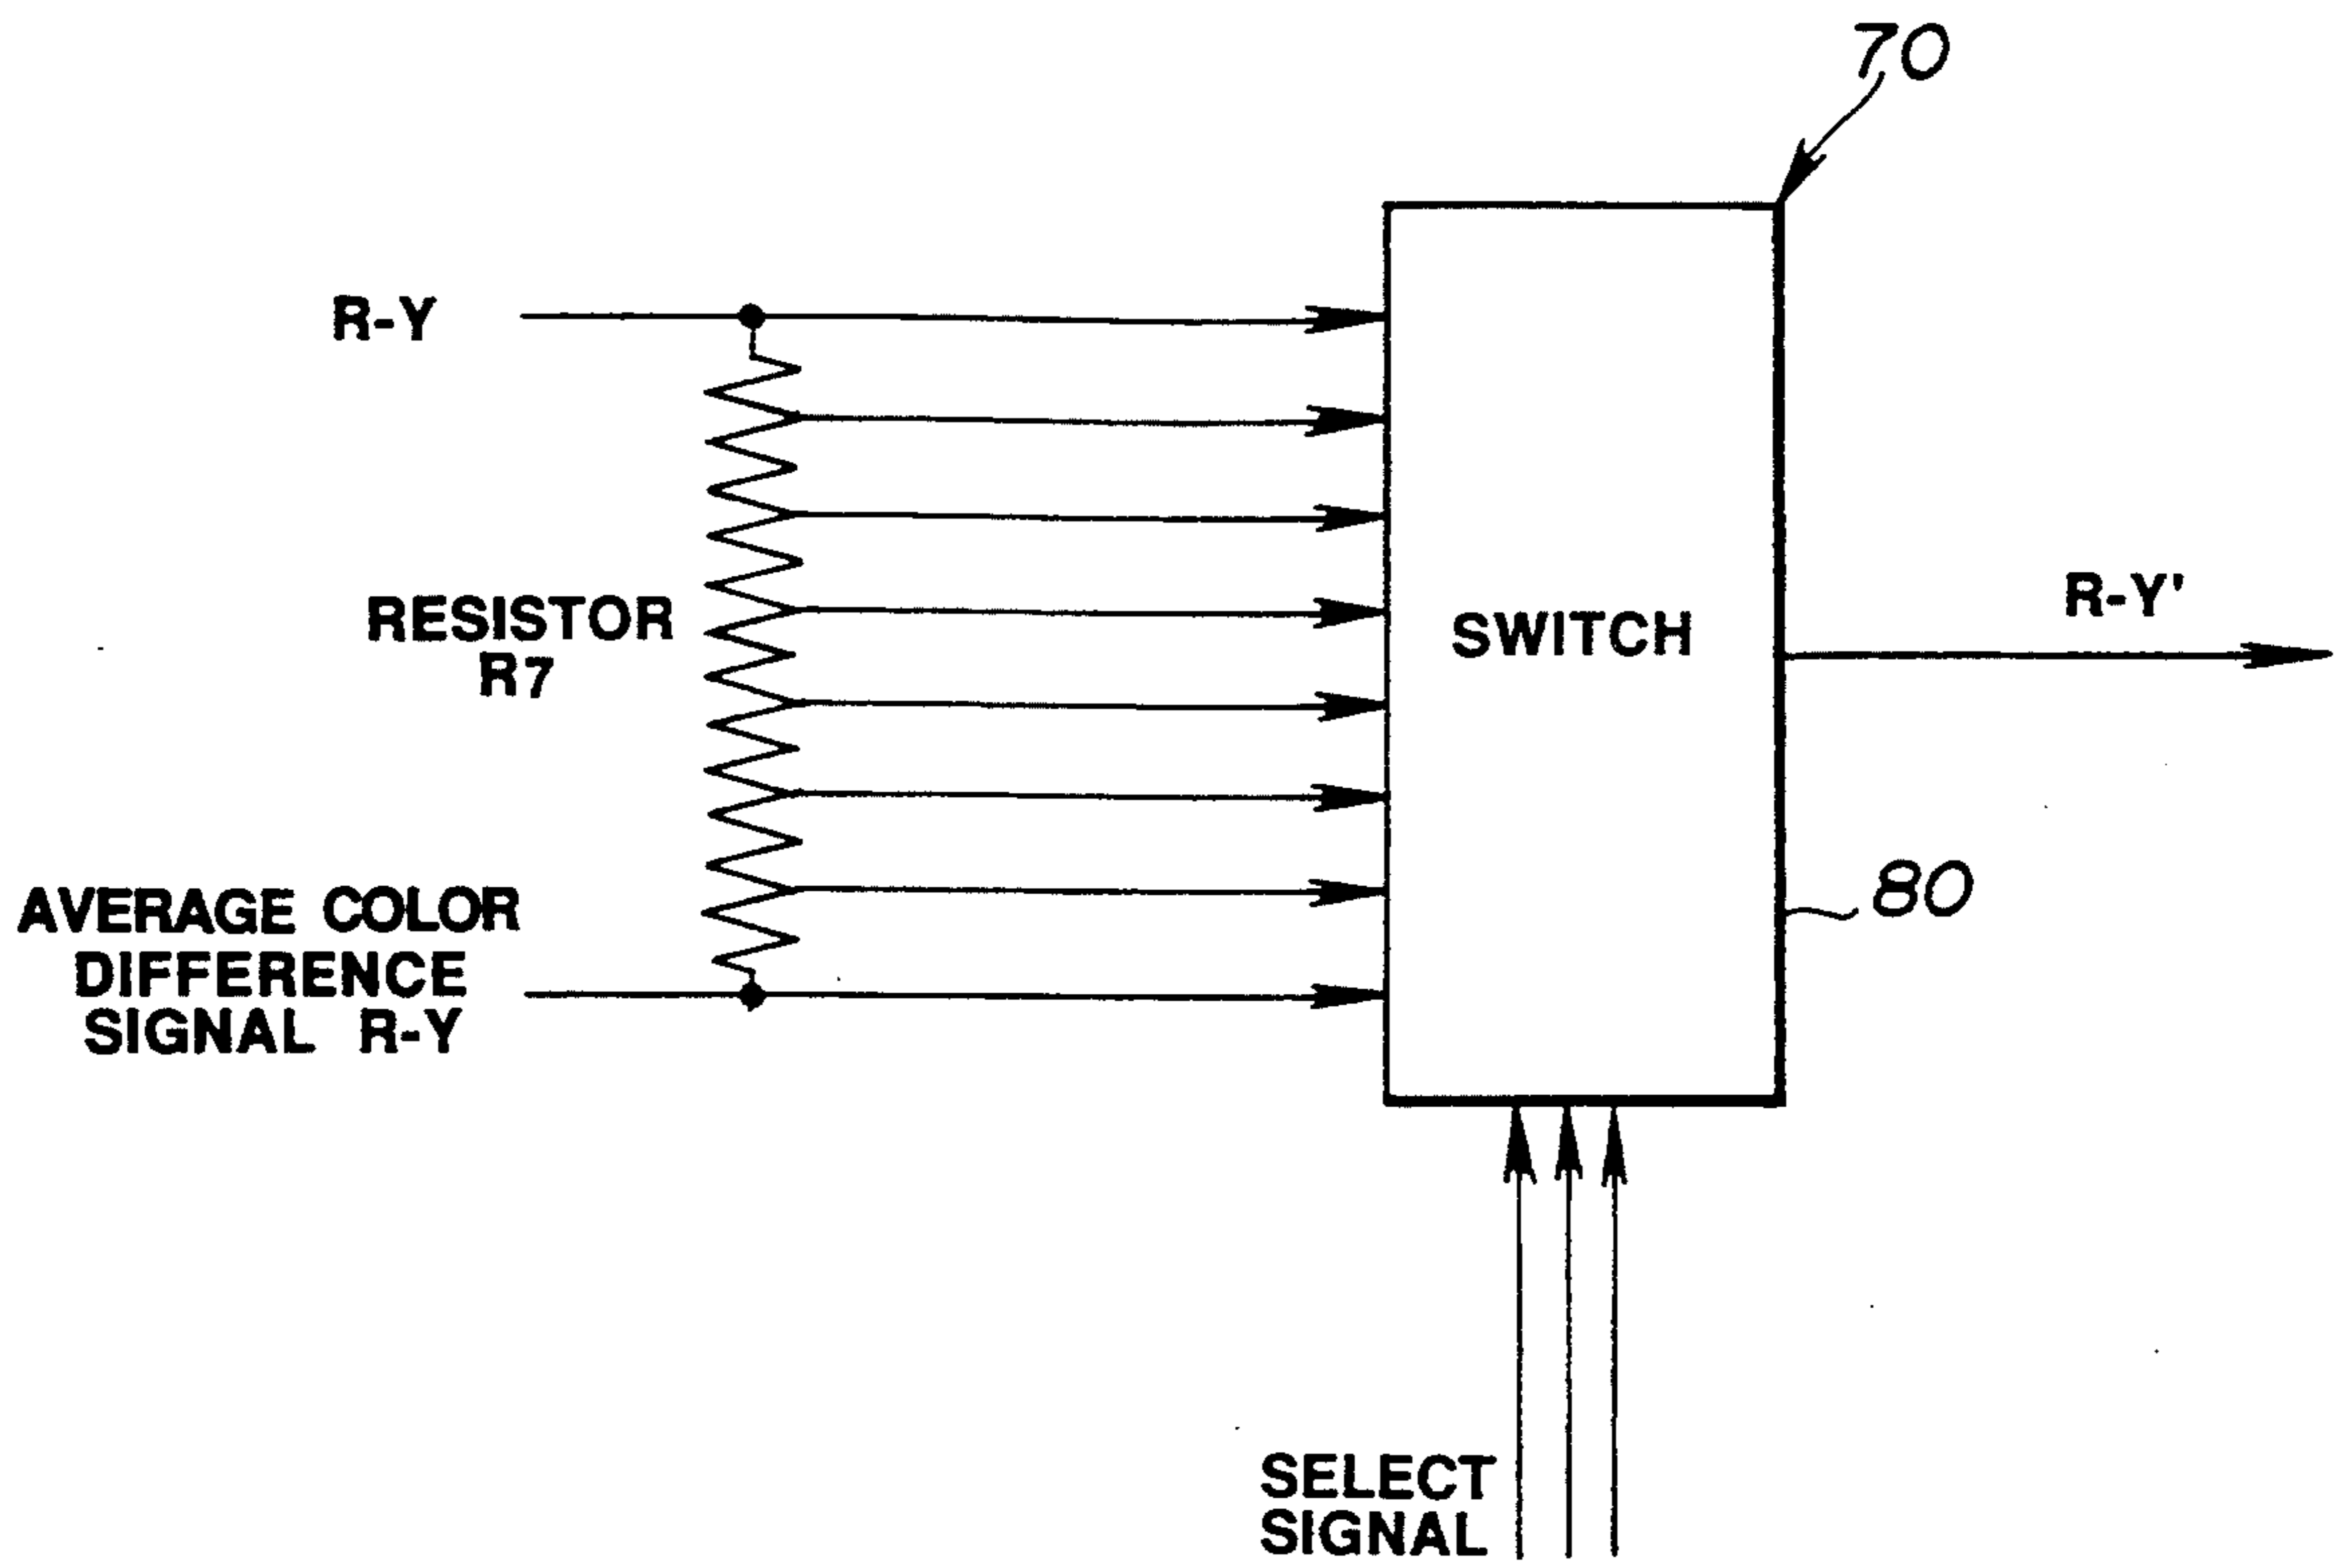 70
R-Y
RESISTOR
R7
SWITCH
R-Y'
80
AVERAGE COLOR
DIFFERENCE
SIGNAL R-Y
SELECT
SIGNAL